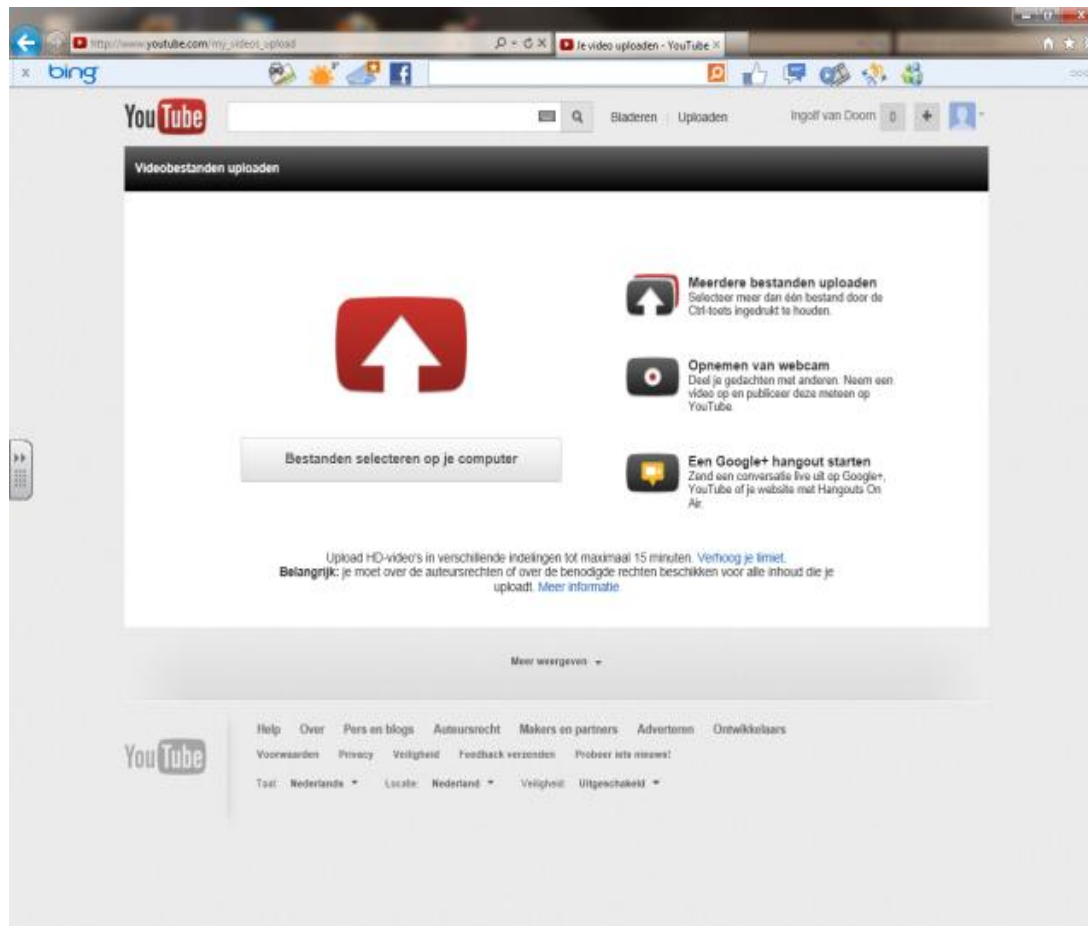 http://www.youtube.com/my_videos_upload
Je video uploaden - YouTube
bing
YouTube
Bladeren
Uploaden
Ingolf van Doorn
0
+
Videobestanden uploaden
Bestanden selecteren op je computer
Meerdere bestanden uploaden
Selecteer meer dan één bestand door de
Ctrl-toets ingedrukt te houden.
Opnemen van webcam
Deel je gedachten met anderen. Neem een
video op en publiceer deze meteen op
YouTube.
Een Google+ hangout starten
Zend een conversatie live uit op Google+,
YouTube of je website met Hangouts On
Air.
Upload HD-video's in verschillende indelingen tot maximaal 15 minuten. Verhoog je limiet.
Belangrijk: je moet over de auteursrechten of over de benodigde rechten beschikken voor alle inhoud die je
uploadt. Meer informatie
Meer weergeven
YouTube
Help Over Pers en blogs Auteursrecht Makers en partners Adverteren Ontwikkelaars
Voorwaarden Privacy Veiligheid Feedback verzenden Probeer iets nieuws!
Taal: Nederlands Locatie: Nederland Veiligheid: Uitgeschakeld